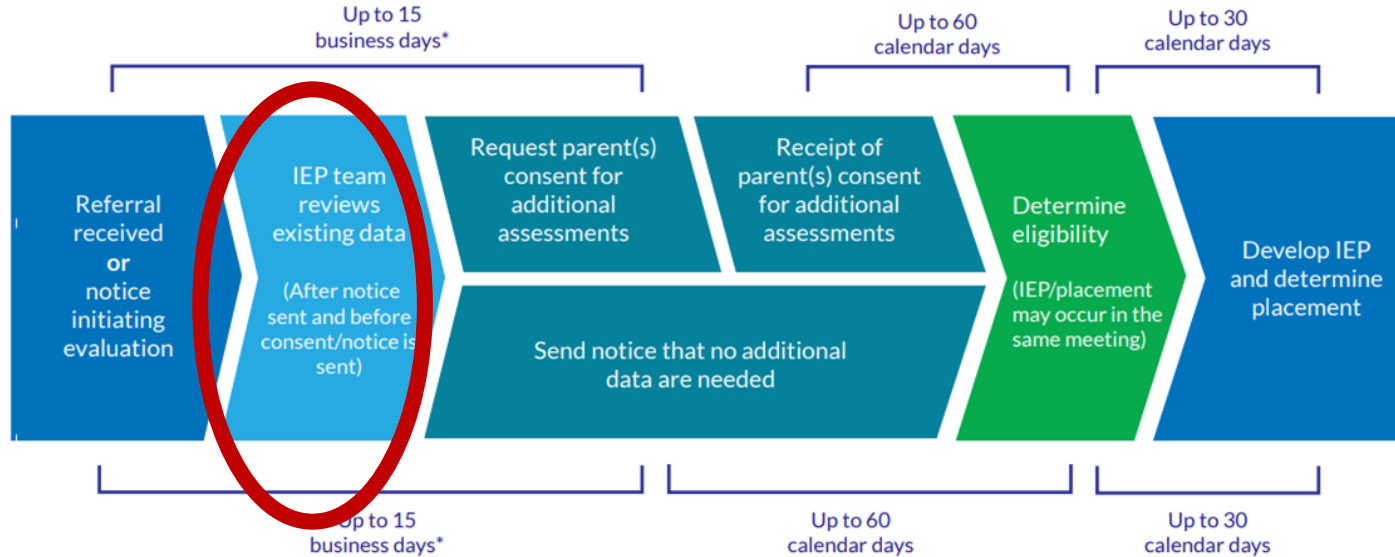 Up to 15
business days*
Up to 60
calendar days
Up to 30
calendar days
Referral
received
or
notice
initiating
evaluation
IEP team
reviews
existing data
(After notice
sent and before
consent/notice is
sent)
Request parent(s)
consent for
additional
assessments
Receipt of
parent(s) consent
for additional
assessments
Send notice that no additional
data are needed
Determine
eligibility
(IEP/placement
may occur in the
same meeting)
Develop IEP
and determine
placement
Up to 15
business days*
Up to 60
calendar days
Up to 30
calendar days